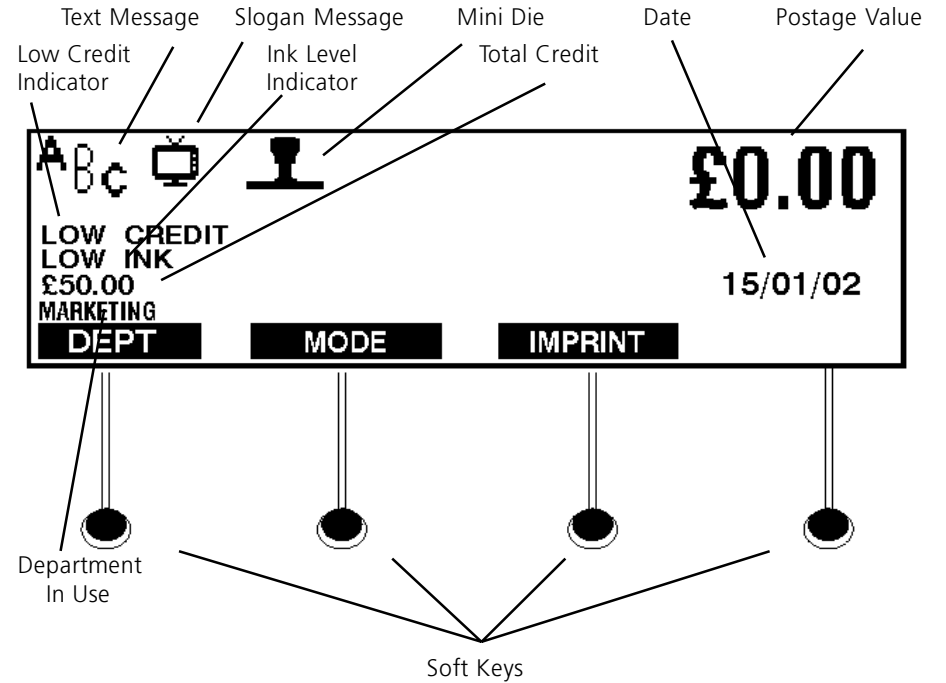 Text Message Slogan Message Mini Die Date Postage Value
Low Credit
Indicator
Ink Level
Indicator
Total Credit
A B C
£0.00
LOW CREDIT
LOW INK
£50.00
15/01/02
MARKETING
DEPT MODE IMPRINT
Department
In Use
Soft Keys